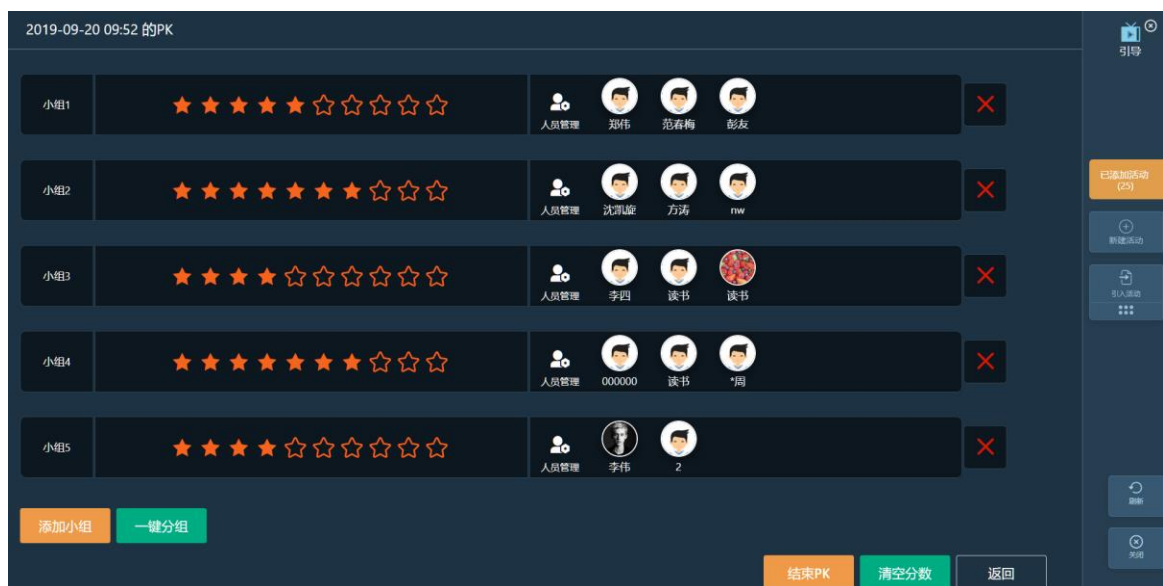 2019-09-20 09:52 的PK
引导
小组1
人员管理
郑伟
范春梅
彭友
小组2
人员管理
沈凯旋
方涛
nw
已添加活动
(25)
新建活动
小组3
人员管理
李四
读书
读书
引入活动
小组4
人员管理
000000
读书
*周
小组5
人员管理
李伟
2
刷新
添加小组
一键分组
关闭
结束PK
清空分数
返回